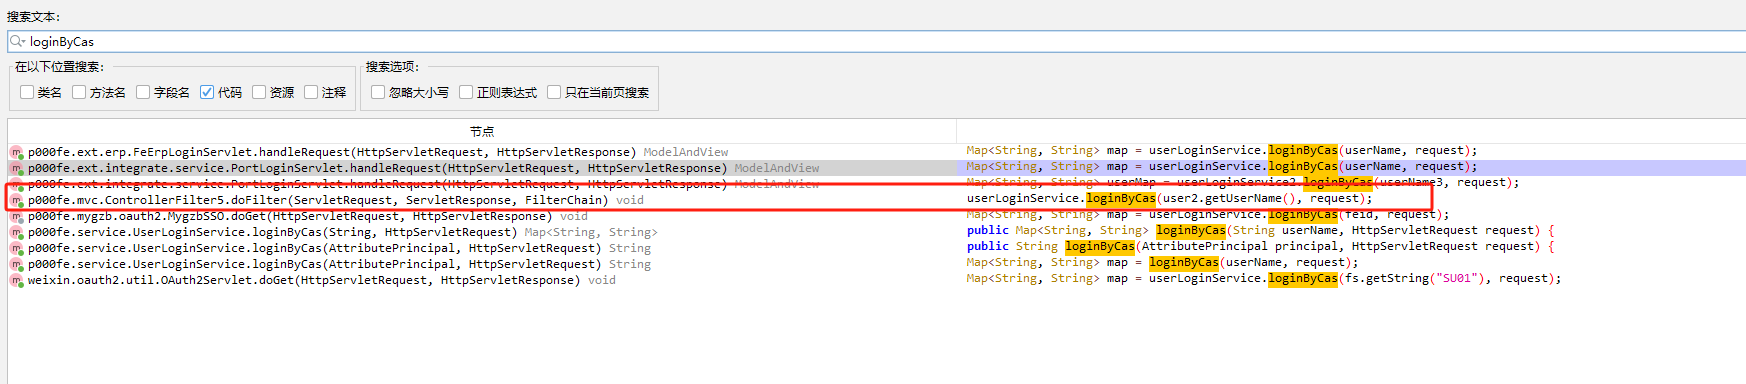 搜索文本:
loginByCas
在以下位置搜索: 搜索选项:
类名 方法名 字段名 代码 资源 注释 忽略大小写 正则表达式 只在当前页搜索
节点
m p000fe.ext.erp.FeErpLoginServlet.handleRequest(HttpServletRequest, HttpServletResponse) ModelAndView Map<String, String> map = userLoginService.loginByCas(userName, request);
m p000fe.ext.integrate.service.PortLoginServlet.handleRequest(HttpServletRequest, HttpServletResponse) ModelAndView Map<String, String> map = userLoginService.loginByCas(userName, request);
m p000fe.ext.integrate.service.PortLoginServlet.handleRequest(HttpServletRequest, HttpServletResponse) ModelAndView Map<String, String> userMap = userLoginService2.loginByCas(userName3, request);
m p000fe.mvc.ControllerFilter5.doFilter(ServletRequest, ServletResponse, FilterChain) void userLoginService.loginByCas(user2.getUserName(), request);
m p000fe.mygzb.oauth2.MygzbSSO.doGet(HttpServletRequest, HttpServletResponse) void Map<String, String> map = userLoginService.loginByCas(feid, request);
m p000fe.service.UserLoginService.loginByCas(String, HttpServletRequest) Map<String, String> public Map<String, String> loginByCas(String userName, HttpServletRequest request) {
m p000fe.service.UserLoginService.loginByCas(AttributePrincipal, HttpServletRequest) String public String loginByCas(AttributePrincipal principal, HttpServletRequest request) {
m p000fe.service.UserLoginService.loginByCas(AttributePrincipal, HttpServletRequest) String Map<String, String> map = loginByCas(userName, request);
m weixin.oauth2.util.OAuth2Servlet.doGet(HttpServletRequest, HttpServletResponse) void Map<String, String> map = userLoginService.loginByCas(fs.getString("SU01"), request);